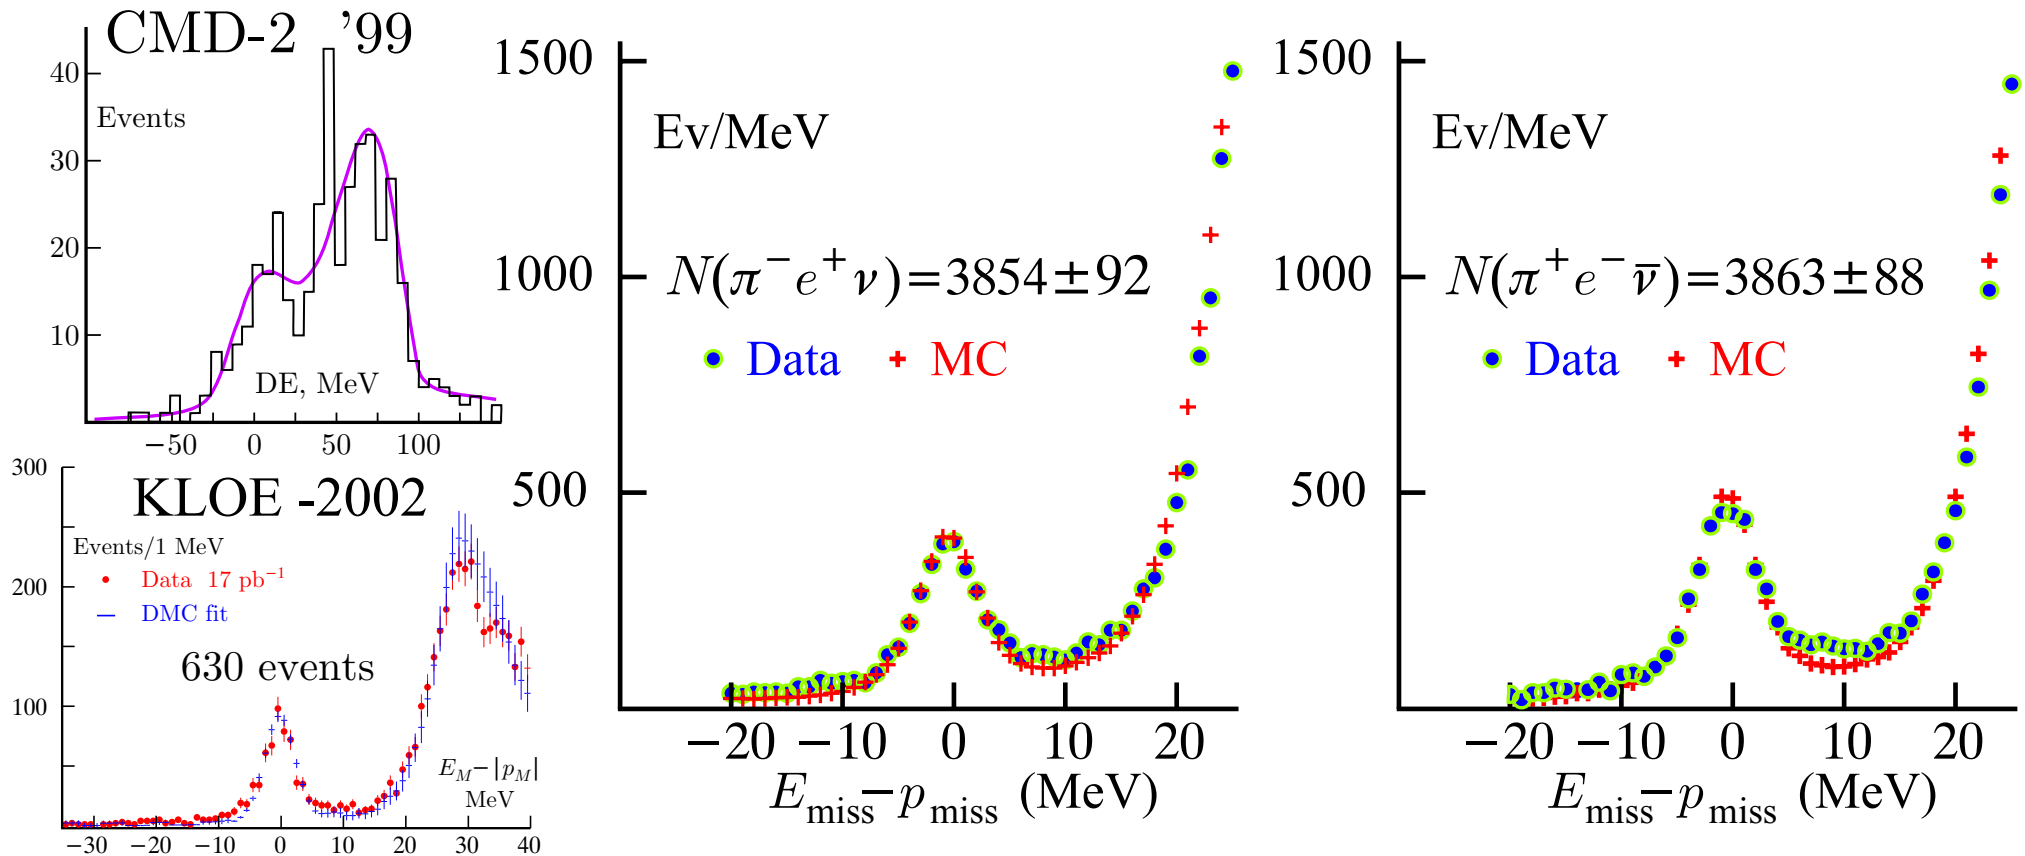 CMD-2 '99
40
Events
30
20
10
DE, MeV
−50 0 50 100
300
KLOE -2002
Events/1 MeV
Data 17 pb⁻¹
200
DMC fit
630 events
100
E_M−|p_M|
MeV
−30 −20 −10 0 10 20 30 40
1500
Ev/MeV
1000
N(π⁻e⁺ν)=3854±92
Data MC
500
−20 −10 0 10 20
E_miss−p_miss (MeV)
1500
Ev/MeV
1000
N(π⁺e⁻ν̅)=3863±88
Data MC
500
−20 −10 0 10 20
E_miss−p_miss (MeV)